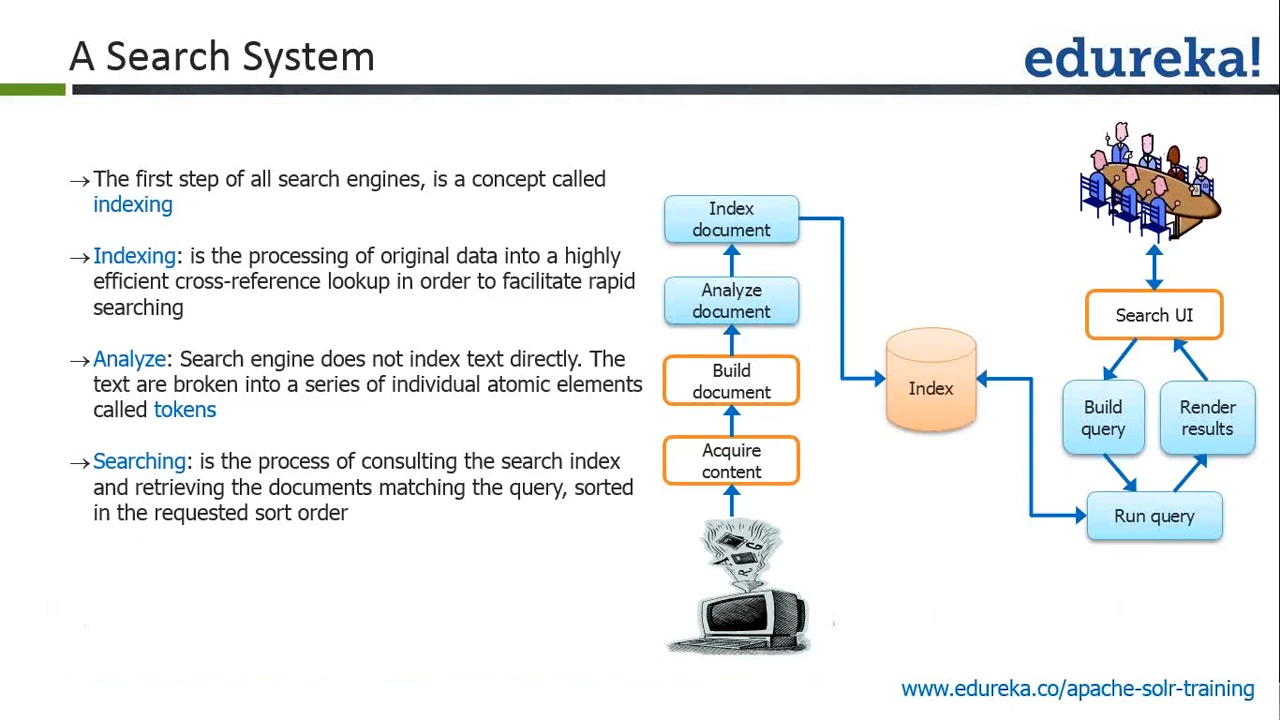 A Search System
edureka!
→The first step of all search engines, is a concept called
indexing
→Indexing: is the processing of original data into a highly
efficient cross-reference lookup in order to facilitate rapid
searching
→Analyze: Search engine does not index text directly. The
text are broken into a series of individual atomic elements
called tokens
→Searching: is the process of consulting the search index
and retrieving the documents matching the query, sorted
in the requested sort order
Index
document
Analyze
document
Build
document
Acquire
content
Index
Search UI
Build
query
Render
results
Run query
www.edureka.co/apache-solr-training